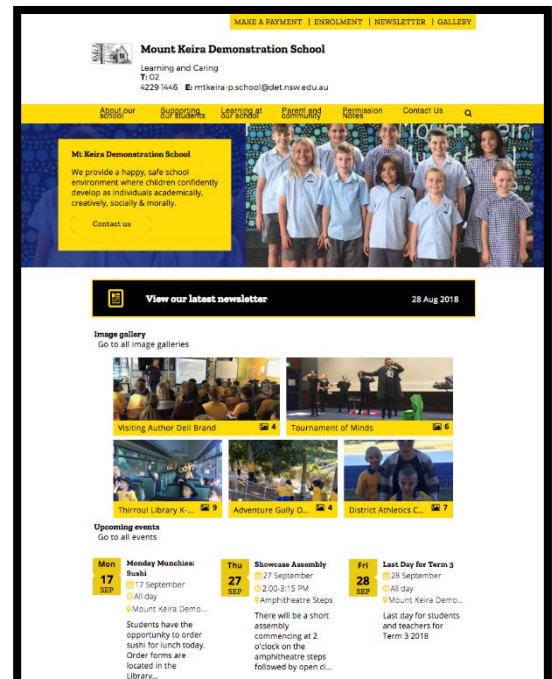 MAKE A PAYMENT | ENROLMENT | NEWSLETTER | GALLERY
Mount Keira Demonstration School
Learning and Caring
T: 02
4229 1446 E: mtkeira-p.school@det.nsw.edu.au
About our school
Supporting our students
Learning at our school
Parent and community
Permission Notes
Contact Us
Mt Keira Demonstration School
We provide a happy, safe school
environment where children confidently
develop as individuals academically,
creatively, socially & morally.
Contact us
View our latest newsletter 28 Aug 2018
Image gallery
Go to all image galleries
Visiting Author Dell Brand 4
Tournament of Minds 6
Thirroul Library K-... 9
Adventure Gully O... 4
District Athletics C... 7
Upcoming events
Go to all events
Mon
17
SEP
Monday Munchies:
Sushi
17 September
All day
Mount Keira Demo...
Students have the
opportunity to order
sushi for lunch today.
Order forms are
located in the
Library...
Thu
27
SEP
Showcase Assembly
27 September
2:00-3:15 PM
Amphitheatre Steps
There will be a short
assembly
commencing at 2
o'clock on the
amphitheatre steps
followed by open cl...
Fri
28
SEP
Last Day for Term 3
28 September
All day
Mount Keira Demo...
Last day for students
and teachers for
Term 3 2018